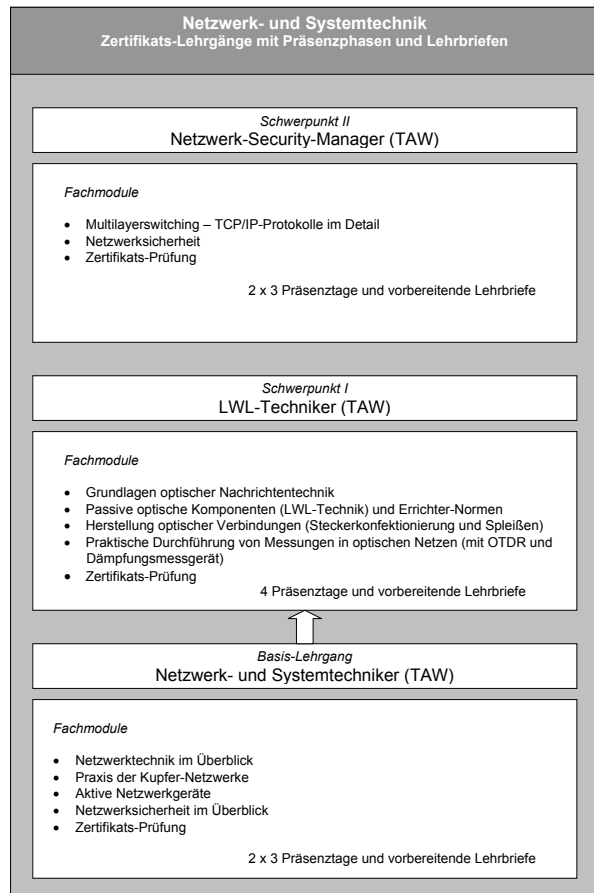 Netzwerk- und Systemtechnik
Zertifikats-Lehrgänge mit Präsenzphasen und Lehrbriefen
Schwerpunkt II
Netzwerk-Security-Manager (TAW)
Fachmodule
• Multilayerswitching – TCP/IP-Protokolle im Detail
• Netzwerksicherheit
• Zertifikats-Prüfung
2 x 3 Präsenztage und vorbereitende Lehrbriefe
Schwerpunkt I
LWL-Techniker (TAW)
Fachmodule
• Grundlagen optischer Nachrichtentechnik
• Passive optische Komponenten (LWL-Technik) und Errichter-Normen
• Herstellung optischer Verbindungen (Steckerkonfektionierung und Spleißen)
• Praktische Durchführung von Messungen in optischen Netzen (mit OTDR und
Dämpfungsmessgerät)
• Zertifikats-Prüfung
4 Präsenztage und vorbereitende Lehrbriefe
Basis-Lehrgang
Netzwerk- und Systemtechniker (TAW)
Fachmodule
• Netzwerktechnik im Überblick
• Praxis der Kupfer-Netzwerke
• Aktive Netzwerkgeräte
• Netzwerksicherheit im Überblick
• Zertifikats-Prüfung
2 x 3 Präsenztage und vorbereitende Lehrbriefe